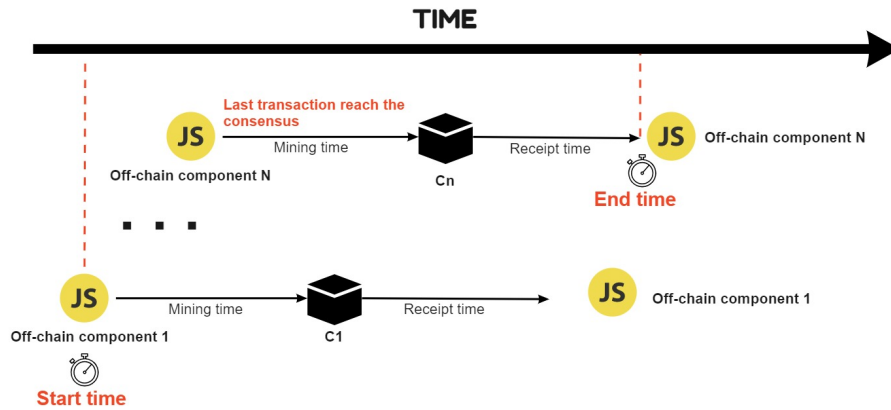 TIME
Last transaction reach the
consensus
JS
Mining time
Receipt time
JS
Off-chain component N
Off-chain component N
Cn
End time
JS
Mining time
Receipt time
JS
Off-chain component 1
Off-chain component 1
C1
Start time